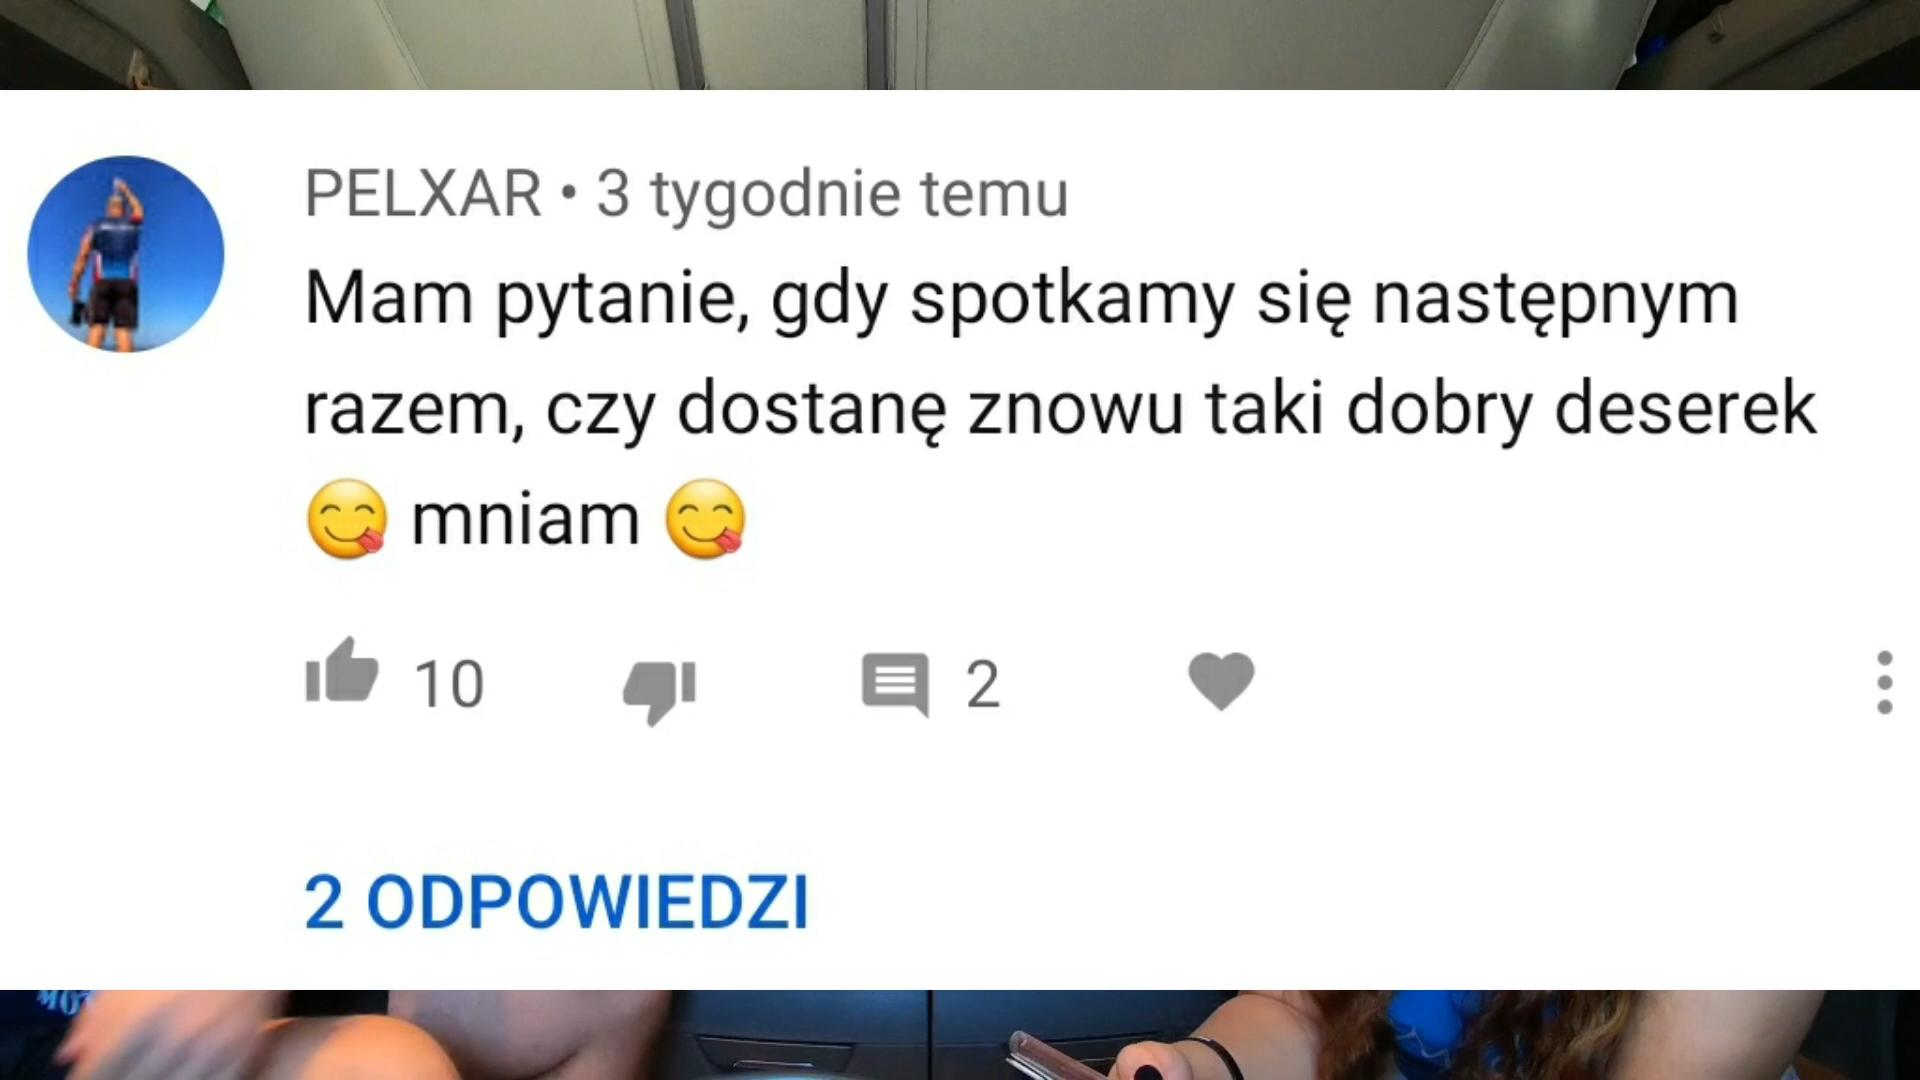 PELXAR • 3 tygodnie temu
Mam pytanie, gdy spotkamy się następnym
razem, czy dostanę znowu taki dobry deserek
😋 mniam 😋
10 2
2 ODPOWIEDZI